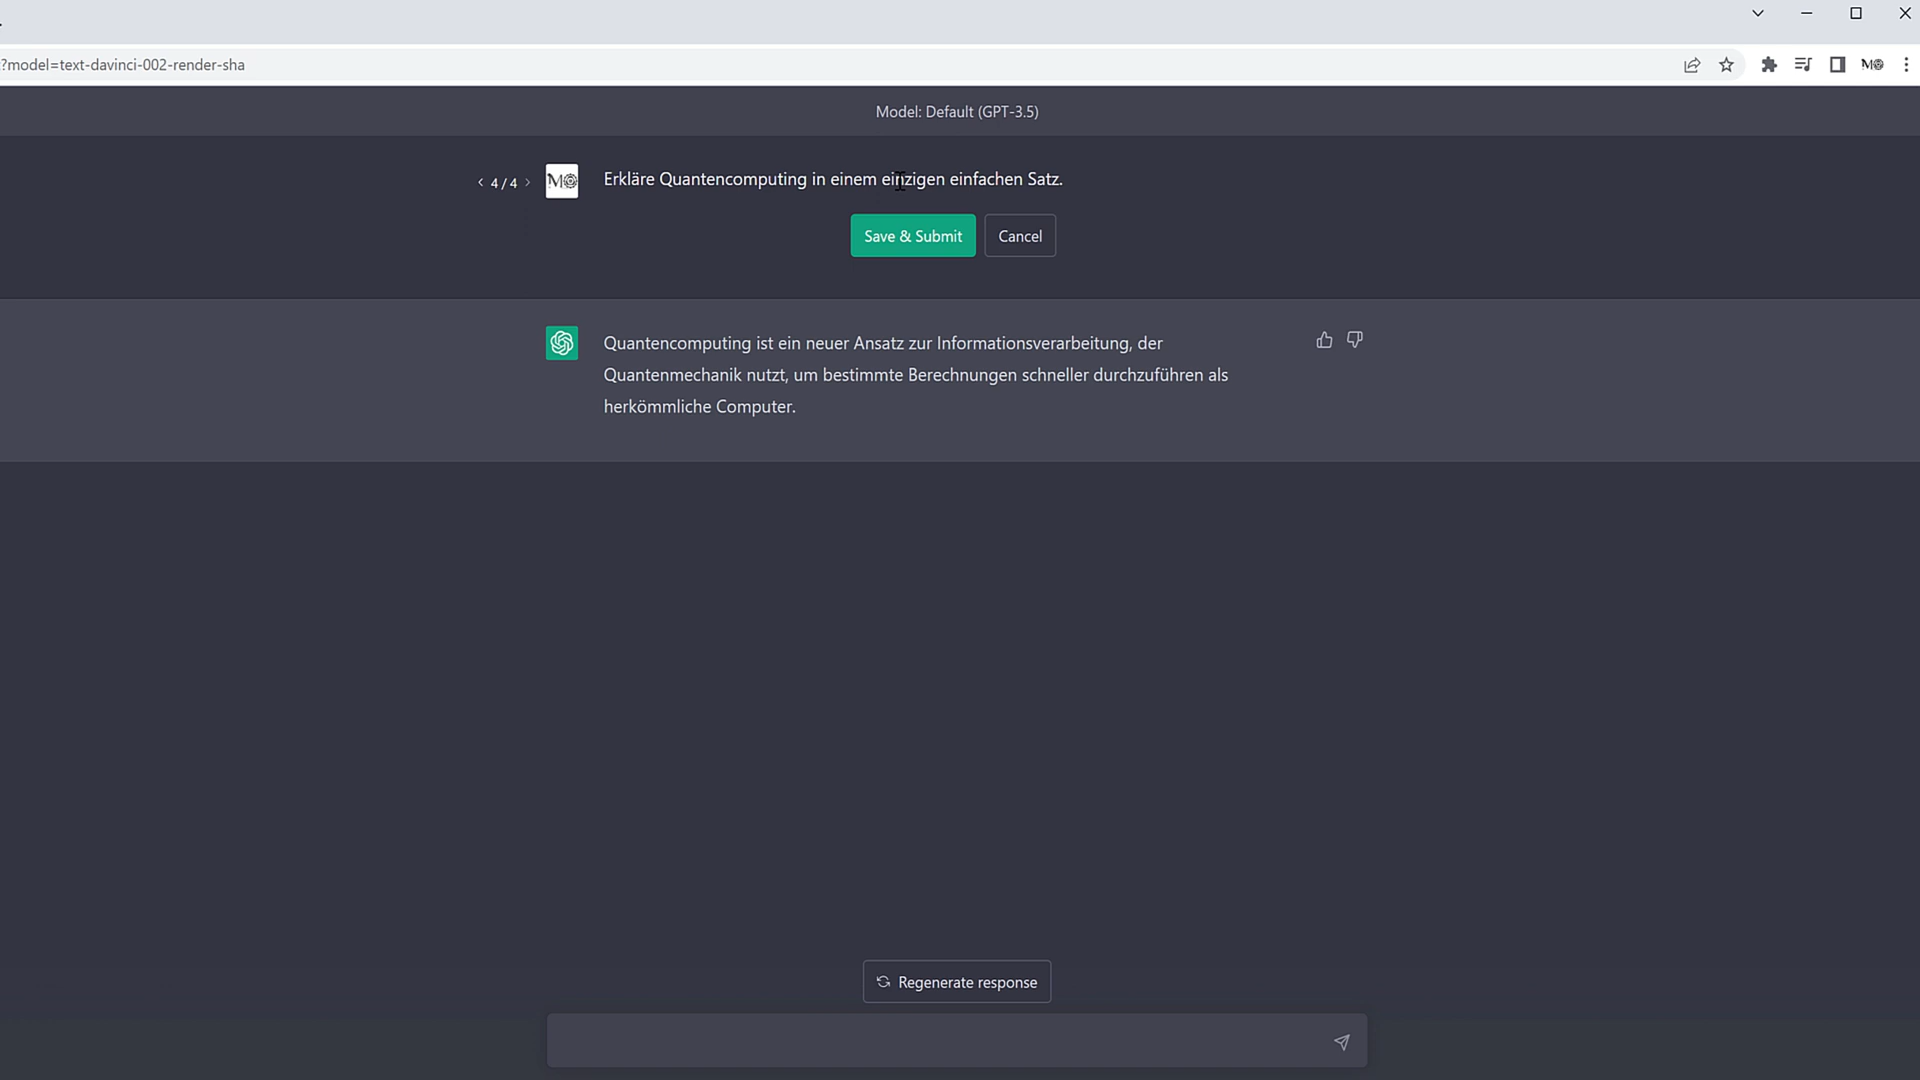 ?model=text-davinci-002-render-sha
Model: Default (GPT-3.5)
< 4 / 4 >
Erkläre Quantencomputing in einem einzigen einfachen Satz.
Save & Submit
Cancel
Quantencomputing ist ein neuer Ansatz zur Informationsverarbeitung, der
Quantenmechanik nutzt, um bestimmte Berechnungen schneller durchzuführen als
herkömmliche Computer.
Regenerate response